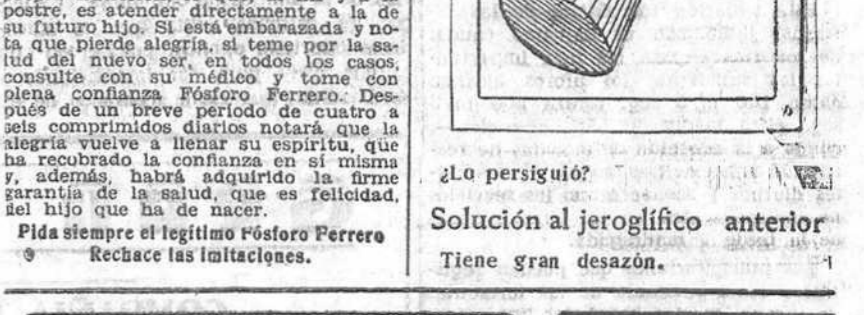 postre, es atender directamente a la de
su futuro hijo. Si está embarazada y no-
ta que pierde alegría, si teme por la sa-
lud del nuevo ser, en todos los casos,
consulte con su médico y tome con
plena confianza Fósforo Ferrero. Des-
pués de un breve período de cuatro a
seis comprimidos diarios notará que la
alegría vuelve a llenar su espíritu, que
ha recobrado la confianza en sí misma
y, además, habrá adquirido la firme
garantía de la salud, que es felicidad,
del hijo que ha de nacer.
Pida siempre el legítimo Fósforo Ferrero
Rechace las imitaciones.
¿Lo persiguió?
Solución al jeroglífico anterior
Tiene gran desazón.